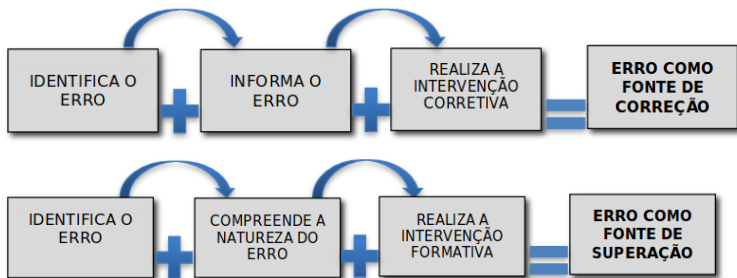 IDENTIFICA O
ERRO
INFORMA O
ERRO
REALIZA A
INTERVENÇÃO
CORRETIVA
ERRO COMO
FONTE DE
CORREÇÃO
IDENTIFICA O
ERRO
COMPREENDE A
NATUREZA DO
ERRO
REALIZA A
INTERVENÇÃO
FORMATIVA
ERRO COMO
FONTE DE
SUPERAÇÃO